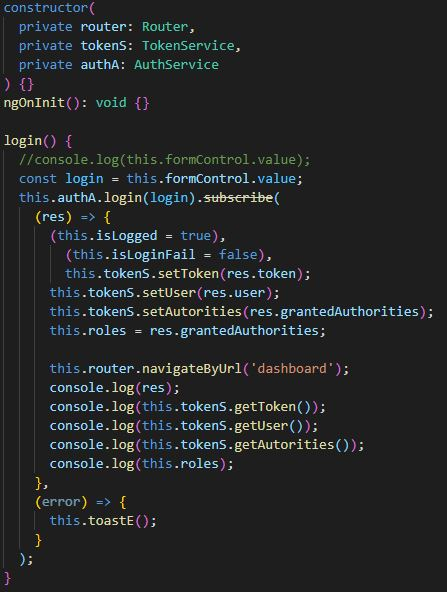 constructor(
  private router: Router,
  private tokenS: TokenService,
  private authA: AuthService
) {}
ngOnInit(): void {}

login() {
  //console.log(this.formControl.value);
  const login = this.formControl.value;
  this.authA.login(login).subscribe(
    (res) => {
      (this.isLogged = true),
        (this.isLoginFail = false),
        this.tokenS.setToken(res.token);
      this.tokenS.setUser(res.user);
      this.tokenS.setAutorities(res.grantedAuthorities);
      this.roles = res.grantedAuthorities;

      this.router.navigateByUrl('dashboard');
      console.log(res);
      console.log(this.tokenS.getToken());
      console.log(this.tokenS.getUser());
      console.log(this.tokenS.getAutorities());
      console.log(this.roles);
    },
    (error) => {
      this.toastE();
    }
  );
}